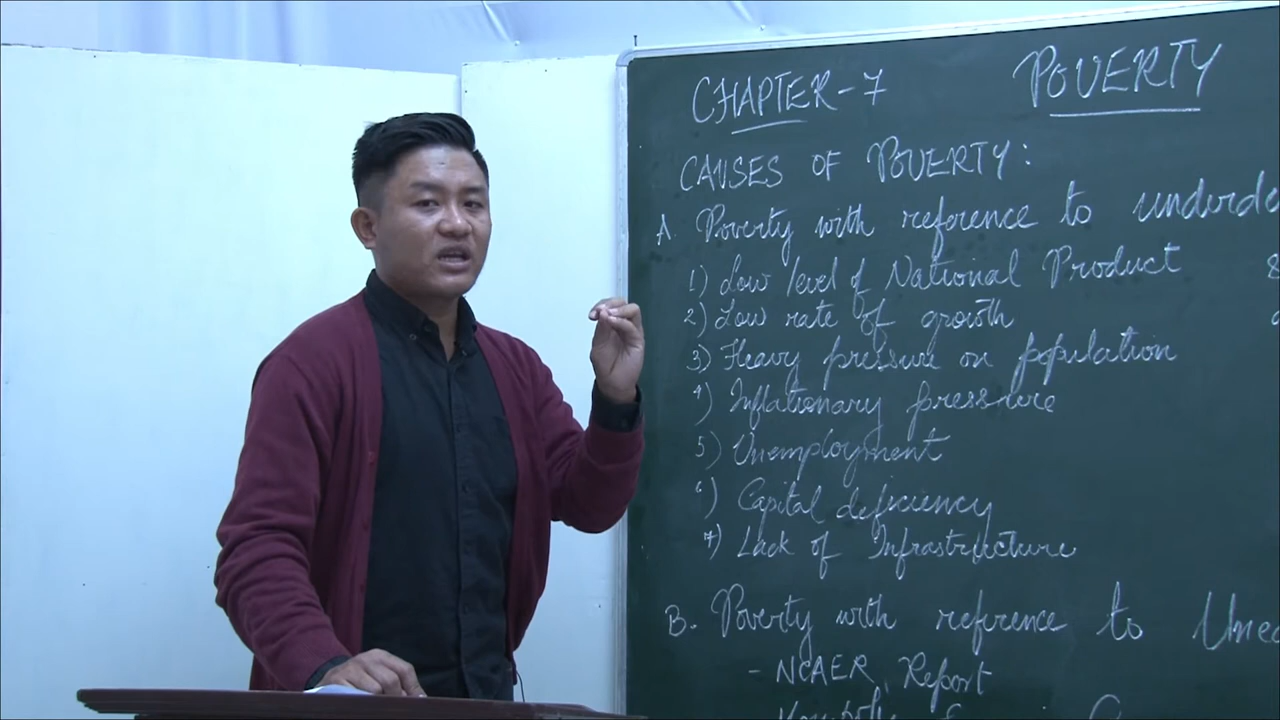 CHAPTER-7 POVERTY
CAUSES OF POVERTY:
A. Poverty with reference to underde
1) Low level of National Product
2) Low rate of growth
3) Heavy pressure on population
4) Inflationary pressure
5) Unemployment
6) Capital deficiency
7) Lack of Infrastructure
B. Poverty with reference to Une
- NCAER Report